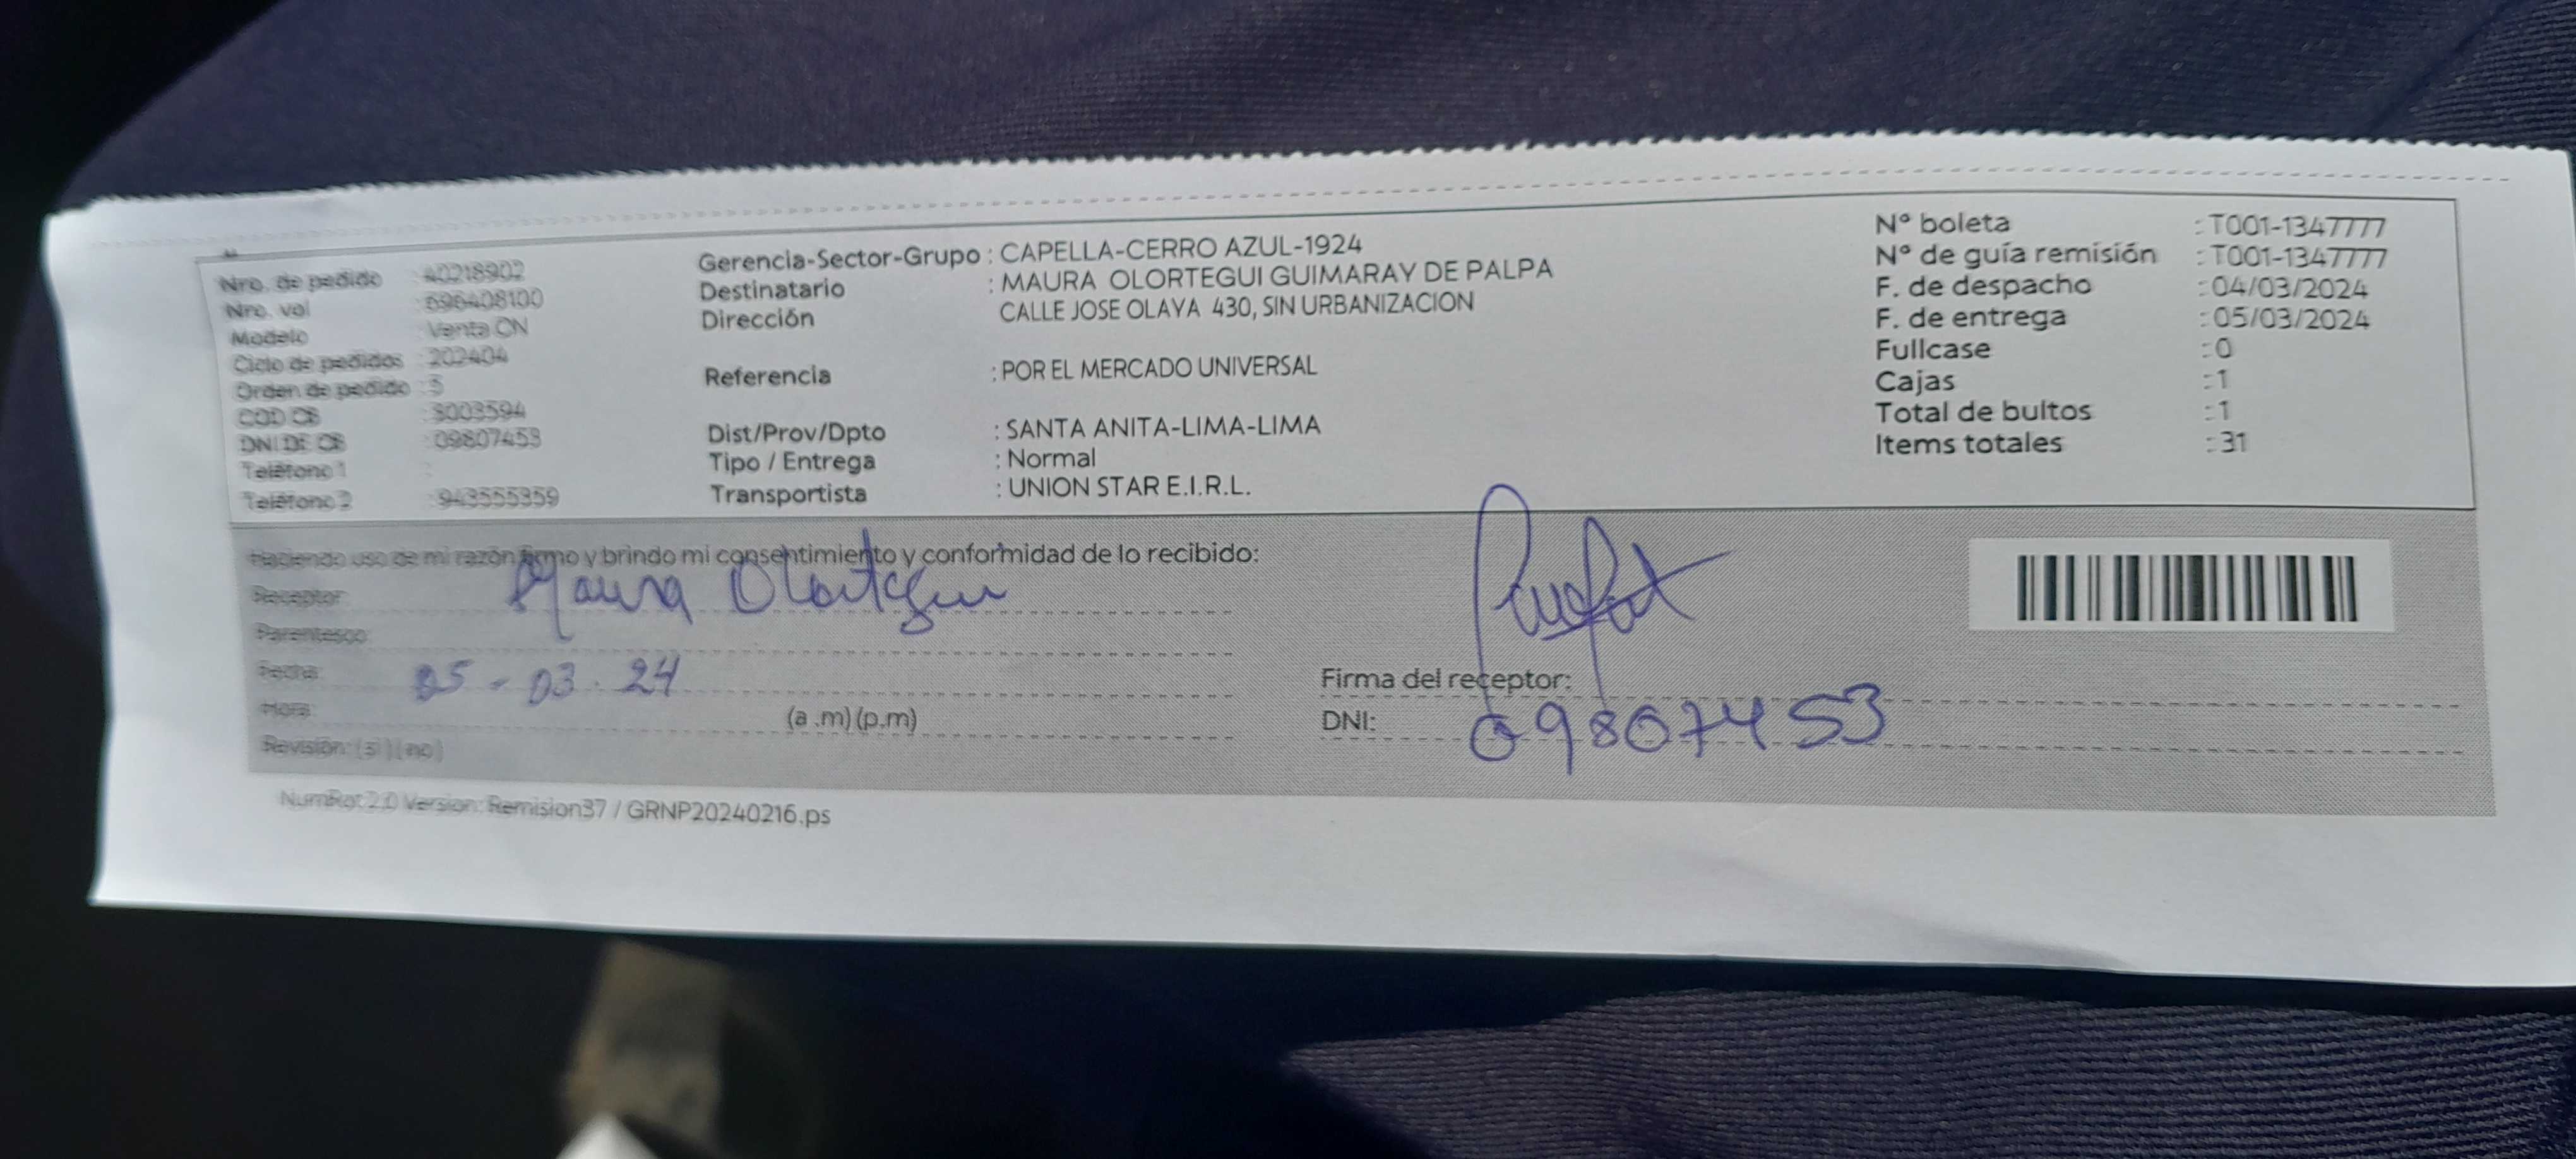 Nro. de pedido : 40218902
Nro. vol : 696408100
Modelo : Venta CN
Ciclo de pedidos : 202404
Orden de pedido : 5
COD CB : 3003594
DNI DE CB : 09807453
Teléfono 1 :
Teléfono 2 : 943555359
Gerencia-Sector-Grupo : CAPELLA-CERRO AZUL-1924
Destinatario : MAURA OLORTEGUI GUIMARAY DE PALPA
Dirección CALLE JOSE OLAYA 430, SIN URBANIZACION
Referencia : POR EL MERCADO UNIVERSAL
Dist/Prov/Dpto : SANTA ANITA-LIMA-LIMA
Tipo / Entrega : Normal
Transportista : UNION STAR E.I.R.L.
Nº boleta : T001-1347777
Nº de guía remisión : T001-1347777
F. de despacho : 04/03/2024
F. de entrega : 05/03/2024
Fullcase : 0
Cajas : 1
Total de bultos : 1
Items totales : 31
Haciendo uso de mi razón firmo y brindo mi consentimiento y conformidad de lo recibido:
Receptor: Maura Olortegui
Parentesco:
Fecha: 05-03-24
Hora: (a .m) (p.m)
Revisión: (si) (no)
Firma del receptor:
DNI: 09807453
NumRot 2.0 Version: Remision37 / GRNP20240216.ps